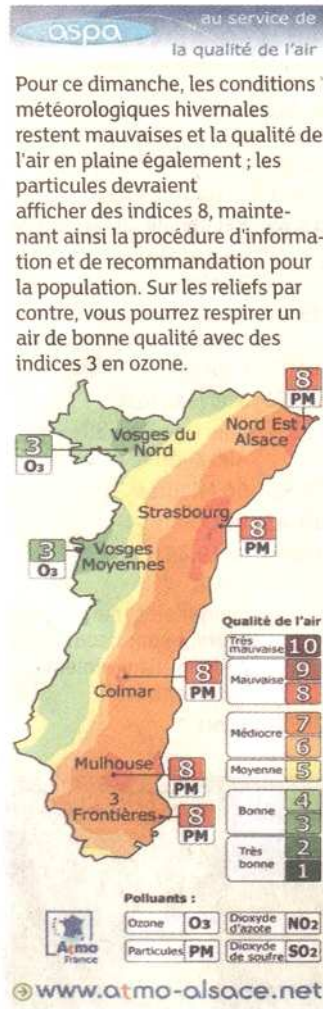 aspa
au service de
la qualité de l'air
Pour ce dimanche, les conditions
météorologiques hivernales
restent mauvaises et la qualité de
l'air en plaine également ; les
particules devraient
afficher des indices 8, mainte-
nant ainsi la procédure d'informa-
tion et de recommandation pour
la population. Sur les reliefs par
contre, vous pourrez respirer un
air de bonne qualité avec des
indices 3 en ozone.
8
PM
Nord Est
Alsace
Vosges du
Nord
3
O3
Strasbourg
8
PM
3
O3
Vosges
Moyennes
Colmar
8
PM
Mulhouse
8
PM
3
Frontières
8
PM
Qualité de l'air
Très
mauvaise 10
Mauvaise 9
8
Médiocre 7
6
Moyenne 5
Bonne 4
3
Très
bonne 2
1
Polluants :
Ozone O3
Dioxyde
d'azote NO2
Particules PM
Dioxyde
de soufre SO2
Atmo
France
www.atmo-alsace.net